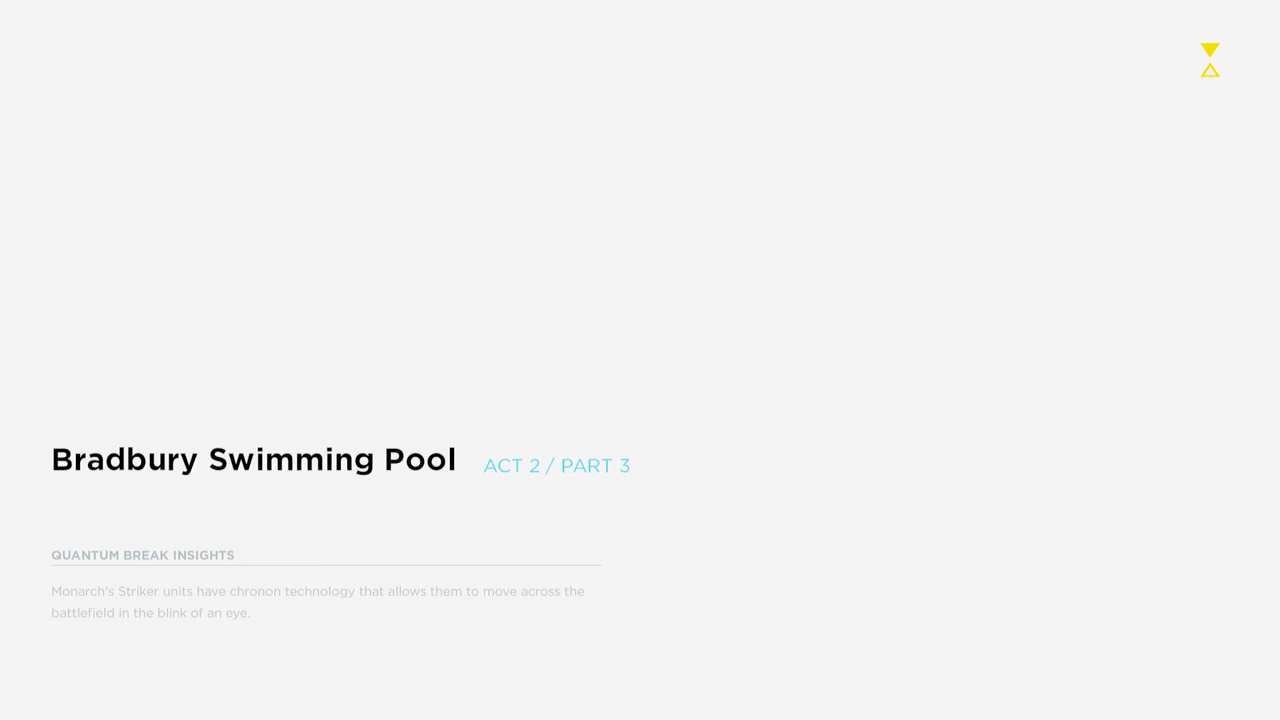 Bradbury Swimming Pool ACT 2 / PART 3
QUANTUM BREAK INSIGHTS
Monarch's Striker units have chronon technology that allows them to move across the
battlefield in the blink of an eye.